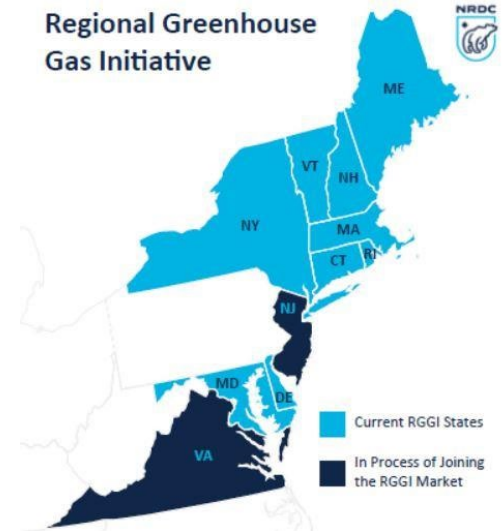 Regional Greenhouse
Gas Initiative
NRDC
ME
VT
NH
NY
MA
CT
RI
NJ
MD
DE
VA
Current RGGI States
In Process of Joining
the RGGI Market